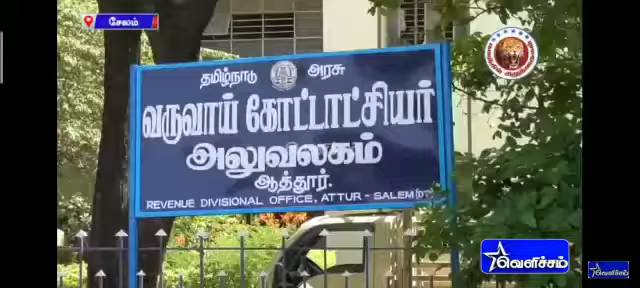 சேலம்
தமிழ்நாடு அரசு
வருவாய் கோட்டாட்சியர்
அலுவலகம்
ஆத்தூர்.
REVENUE DIVISIONAL OFFICE, ATTUR - SALEM (DT)
வெளிச்சம்
வெளிச்சம்